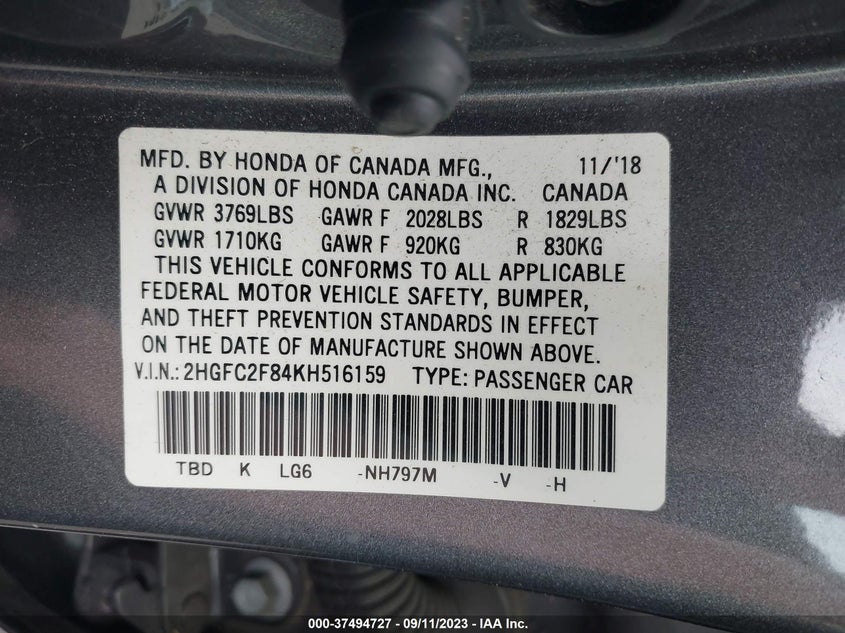 MFD. BY HONDA OF CANADA MFG., 11/'18
A DIVISION OF HONDA CANADA INC. CANADA
GVWR 3769LBS GAWR F 2028LBS R 1829LBS
GVWR 1710KG GAWR F 920KG R 830KG
THIS VEHICLE CONFORMS TO ALL APPLICABLE
FEDERAL MOTOR VEHICLE SAFETY, BUMPER,
AND THEFT PREVENTION STANDARDS IN EFFECT
ON THE DATE OF MANUFACTURE SHOWN ABOVE.
V.I.N.: 2HGFC2F84KH516159 TYPE: PASSENGER CAR
TBD K LG6 -NH797M -V -H
000-37494727 - 09/11/2023 - IAA Inc.